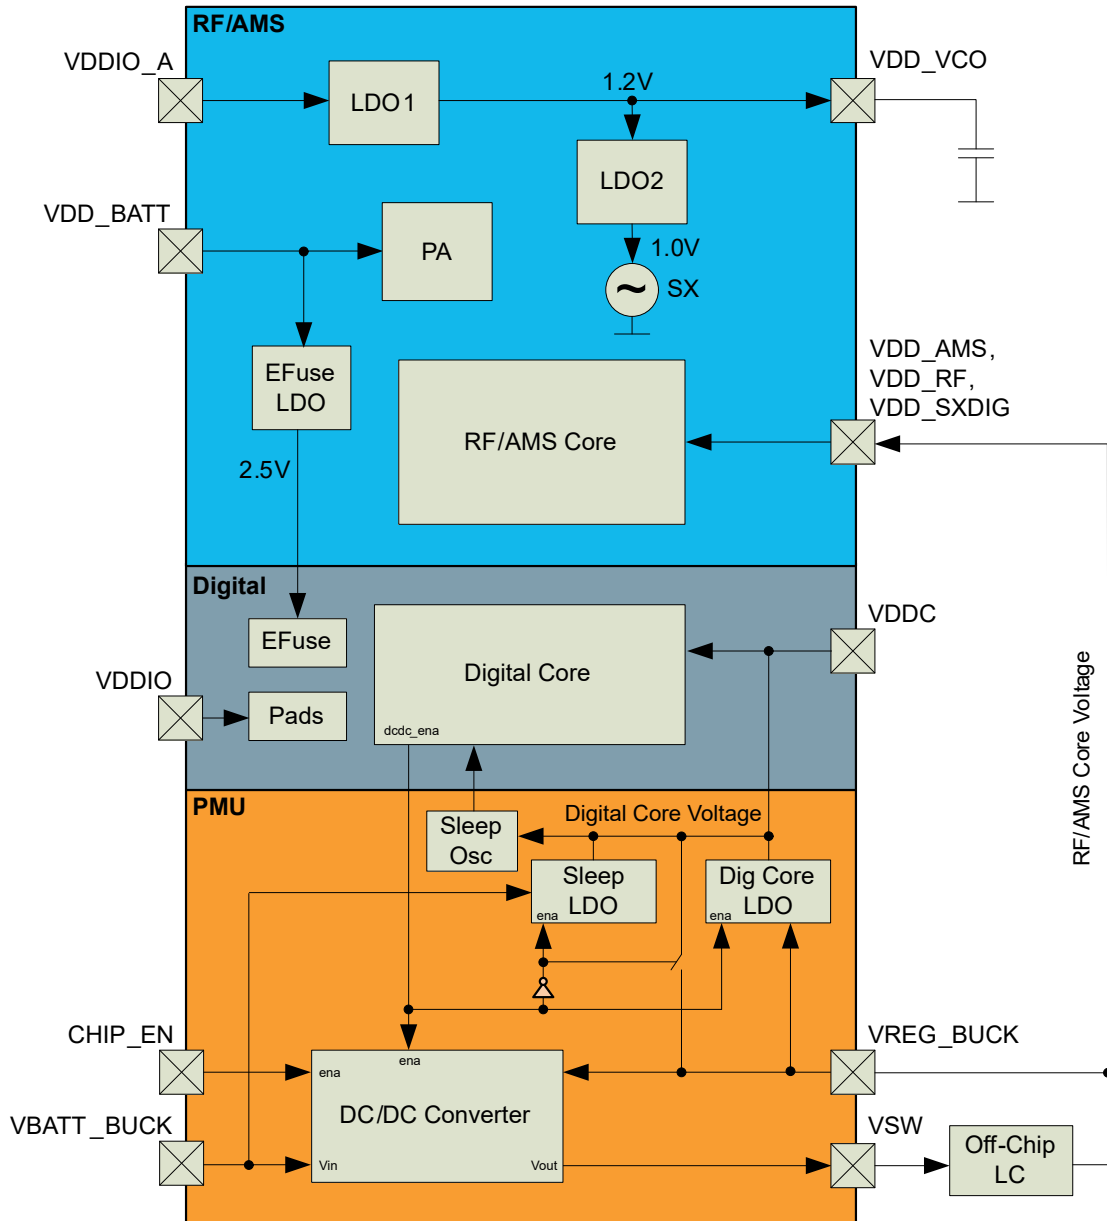 RF/AMS
VDDIO_A
VDD_VCO
LDO1
1.2V
LDO2
VDD_BATT
PA
1.0V
SX
EFuse
LDO
VDD_AMS,
VDD_RF,
VDD_SXDIG
RF/AMS Core
2.5V
Digital
EFuse
VDDC
Digital Core
VDDIO
Pads
dcdc_ena
RF/AMS Core Voltage
PMU
Digital Core Voltage
Sleep
Osc
Sleep
LDO
ena
Dig Core
LDO
ena
CHIP_EN
VREG_BUCK
ena
ena
DC/DC Converter
VBATT_BUCK
Vin
Vout
VSW
Off-Chip
LC